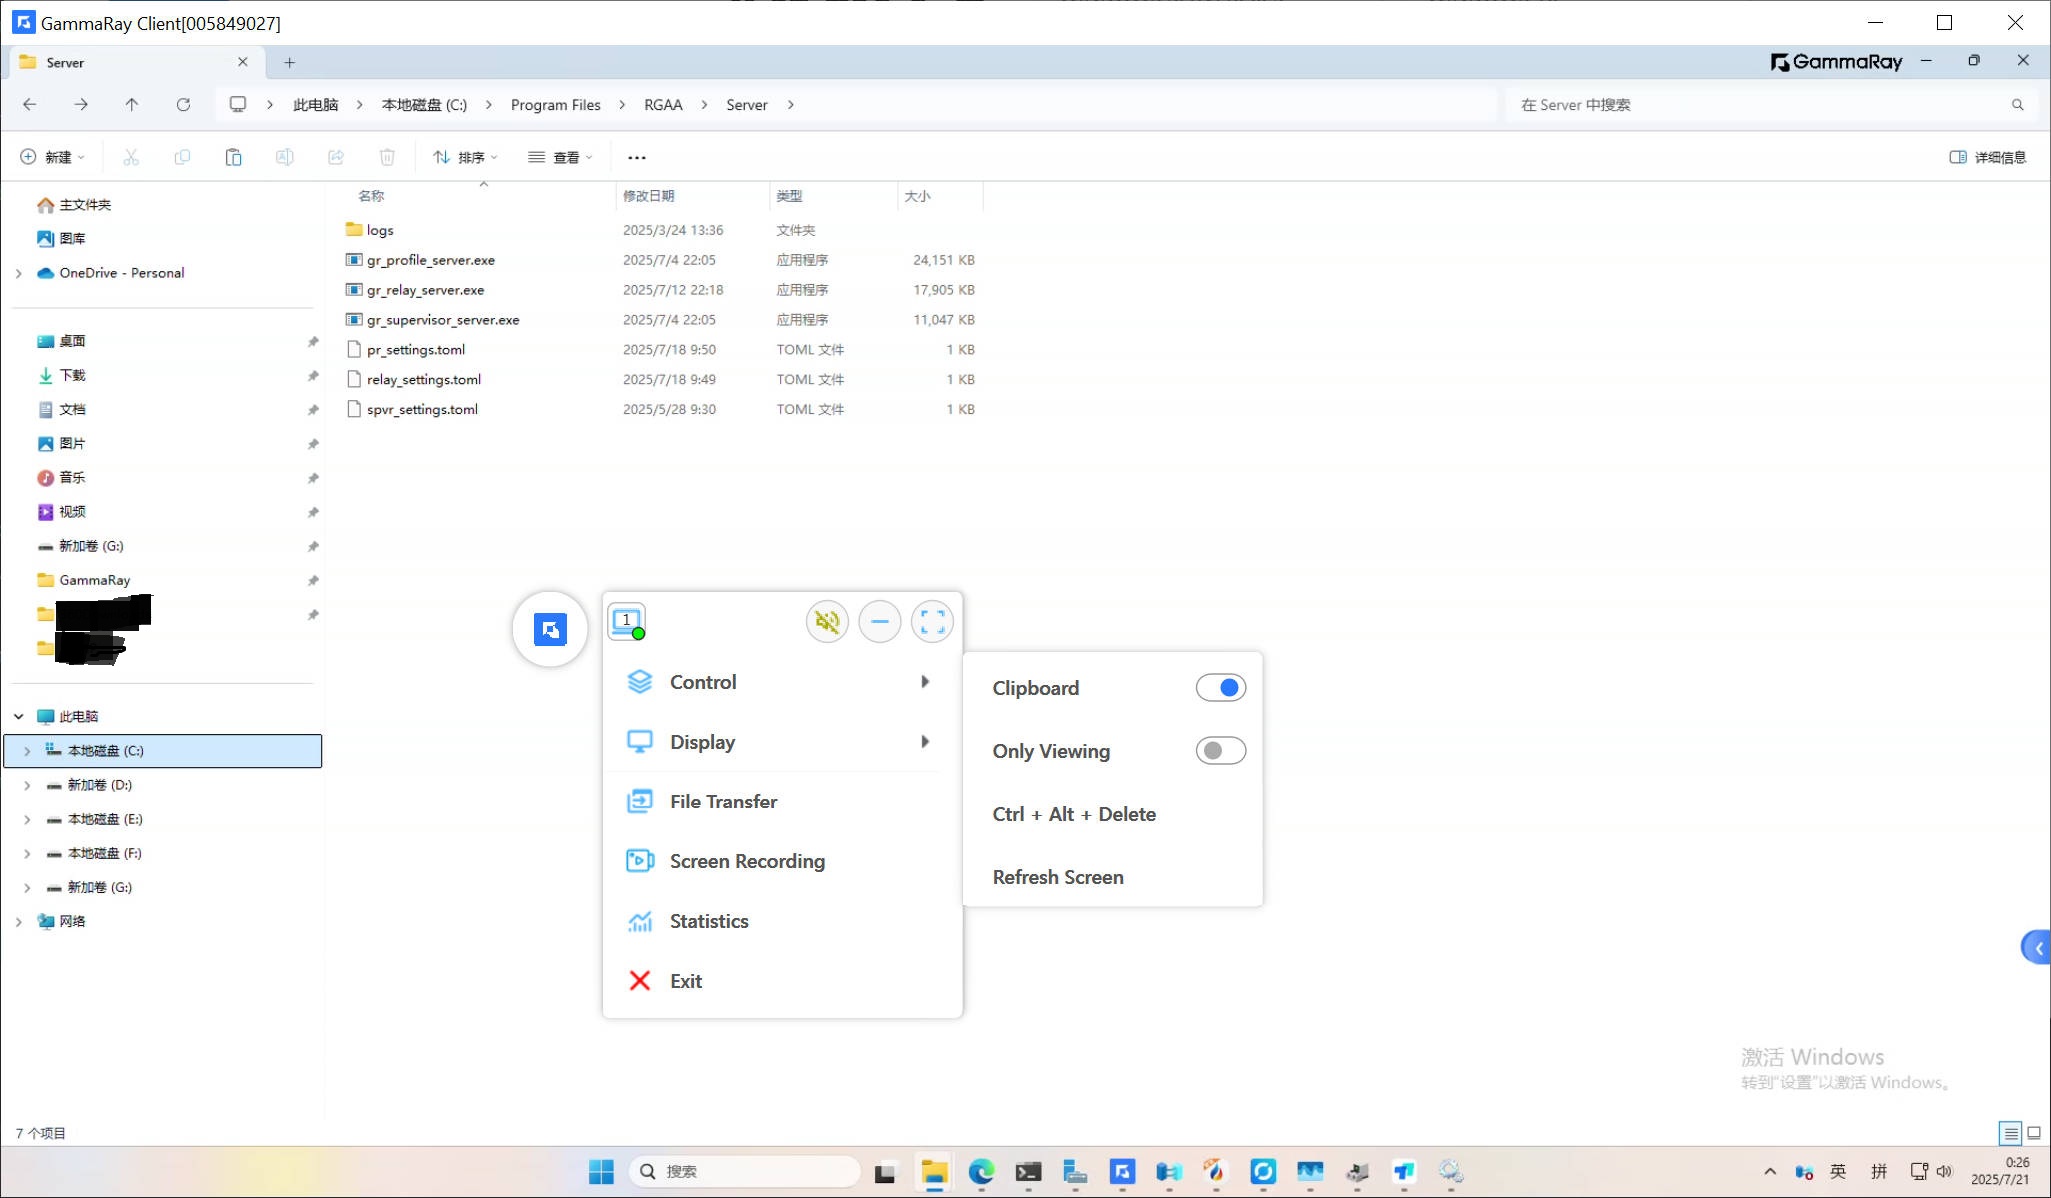 GammaRay Client[005849027]
Server
GammaRay
此电脑 本地磁盘 (C:) Program Files RGAA Server
在 Server 中搜索
新建 排序 查看 ... 详细信息
名称 修改日期 类型 大小
logs 2025/3/24 13:36 文件夹
gr_profile_server.exe 2025/7/4 22:05 应用程序 24,151 KB
gr_relay_server.exe 2025/7/12 22:18 应用程序 17,905 KB
gr_supervisor_server.exe 2025/7/4 22:05 应用程序 11,047 KB
pr_settings.toml 2025/7/18 9:50 TOML 文件 1 KB
relay_settings.toml 2025/7/18 9:49 TOML 文件 1 KB
spvr_settings.toml 2025/5/28 9:30 TOML 文件 1 KB
主文件夹
图库
OneDrive - Personal
桌面
下载
文档
图片
音乐
视频
新加卷 (G:)
GammaRay
此电脑
本地磁盘 (C:)
新加卷 (D:)
本地磁盘 (E:)
本地磁盘 (F:)
新加卷 (G:)
网络
1
Control
Display
File Transfer
Screen Recording
Statistics
Exit
Clipboard
Only Viewing
Ctrl + Alt + Delete
Refresh Screen
激活 Windows
转到"设置"以激活 Windows。
7 个项目
搜索
英 拼
0:26
2025/7/21